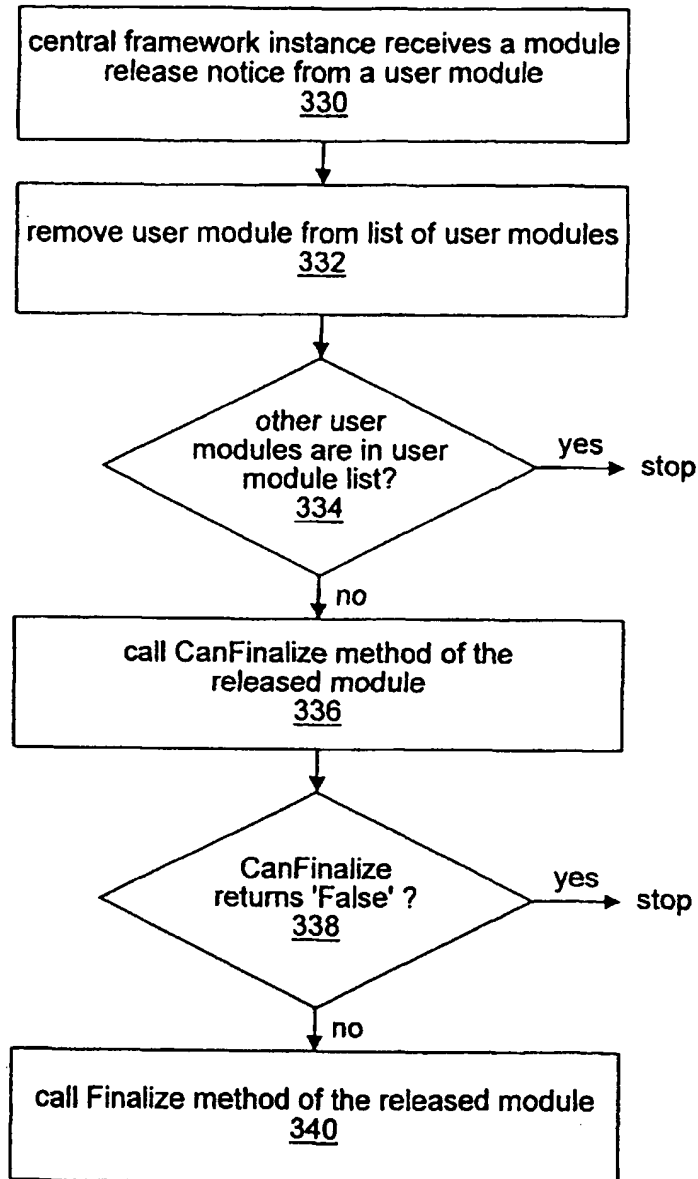 central framework instance receives a module
release notice from a user module
330
remove user module from list of user modules
332
other user
modules are in user
module list?
334
yes
stop
no
call CanFinalize method of the
released module
336
CanFinalize
returns 'False' ?
338
yes
stop
no
call Finalize method of the released module
340